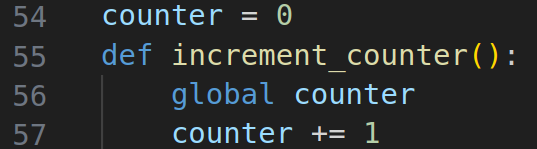 54 counter = 0
55 def increment_counter():
56     global counter
57     counter += 1